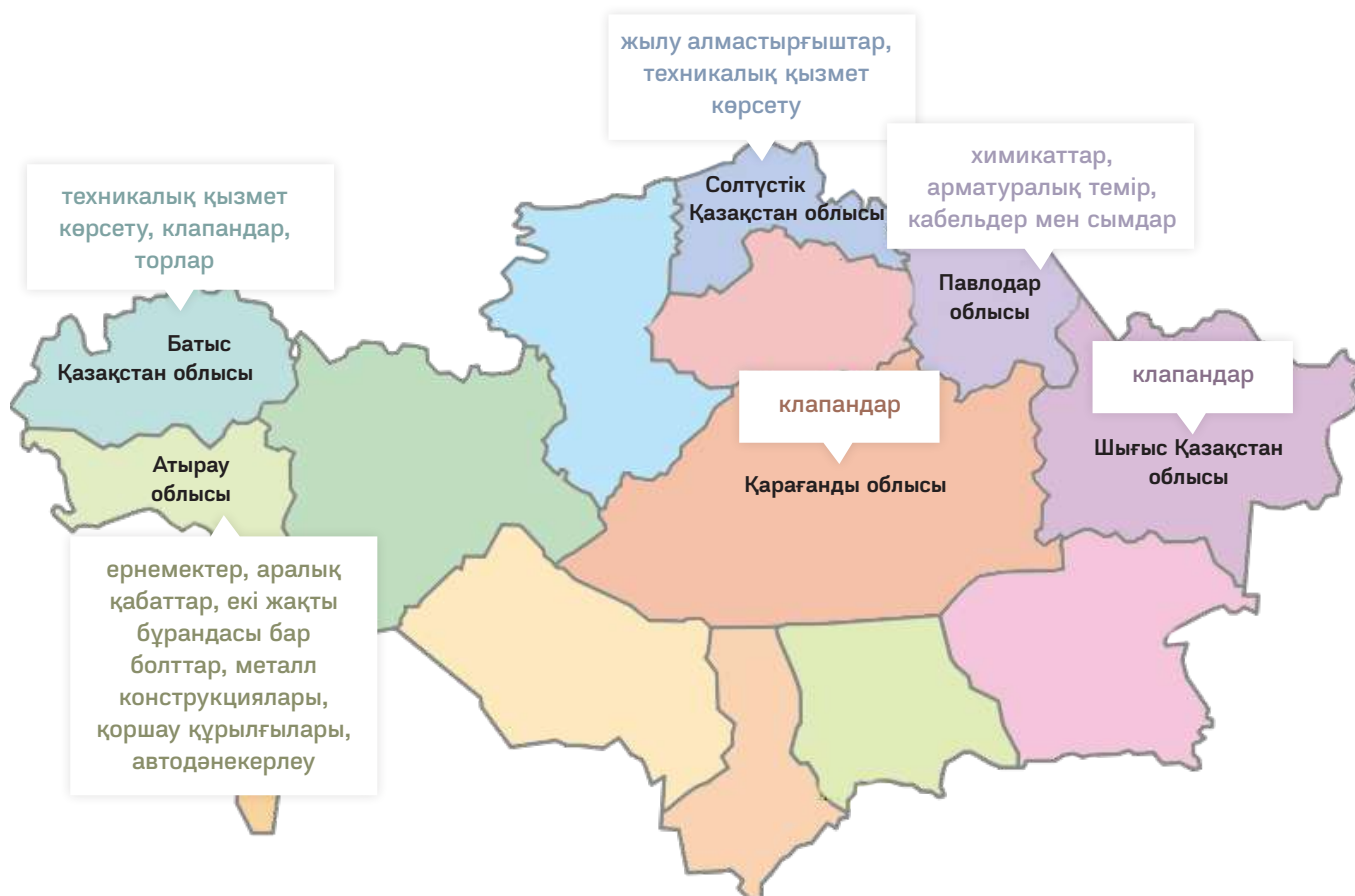 жылу алмастырғыштар,
техникалық қызмет
көрсету
химикаттар,
арматуралық темір,
кабельдер мен сымдар
техникалық қызмет
көрсету, клапандар,
торлар
Солтүстік
Қазақстан облысы
Павлодар
облысы
Батыс
Қазақстан облысы
клапандар
клапандар
Атырау
облысы
Қарағанды облысы
Шығыс Қазақстан
облысы
ернемектер, аралық
қабаттар, екі жақты
бұрандасы бар
болттар, металл
конструкциялары,
қоршау құрылғылары,
автодәнекерлеу